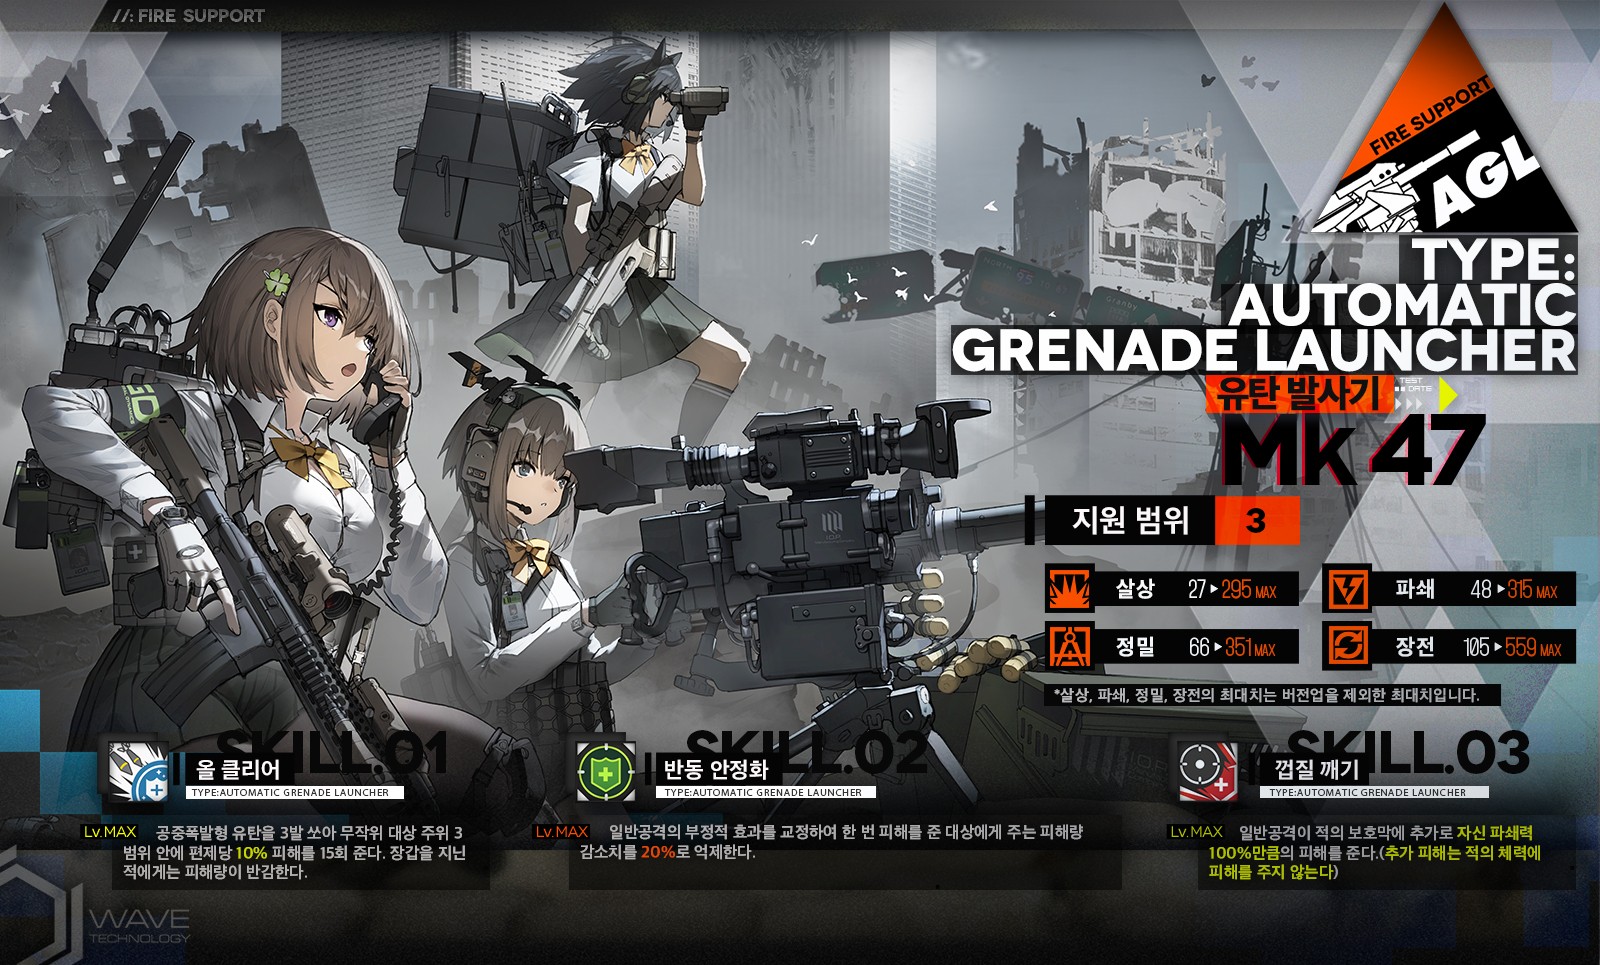 //: FIRE SUPPORT
FIRE SUPPORT
AGL
TYPE:
AUTOMATIC
GRENADE LAUNCHER
유탄 발사기
TEST
DATE
Mk 47
지원 범위 3
살상 27 ▶ 295 MAX
파쇄 48 ▶ 315 MAX
정밀 66 ▶ 351 MAX
장전 105 ▶ 559 MAX
*살상, 파쇄, 정밀, 장전의 최대치는 버전업을 제외한 최대치입니다.
SKILL.01
올 클리어
TYPE:AUTOMATIC GRENADE LAUNCHER
Lv.MAX 공중폭발형 유탄을 3발 쏘아 무작위 대상 주위 3
범위 안에 편제당 10% 피해를 15회 준다. 장갑을 지닌
적에게는 피해량이 반감한다.
SKILL.02
반동 안정화
TYPE:AUTOMATIC GRENADE LAUNCHER
Lv.MAX 일반공격의 부정적 효과를 교정하여 한 번 피해를 준 대상에게 주는 피해량
감소치를 20%로 억제한다.
SKILL.03
껍질 깨기
TYPE:AUTOMATIC GRENADE LAUNCHER
Lv.MAX 일반공격이 적의 보호막에 추가로 자신 파쇄력
100%만큼의 피해를 준다.(추가 피해는 적의 체력에
피해를 주지 않는다)
WAVE
TECHNOLOGY